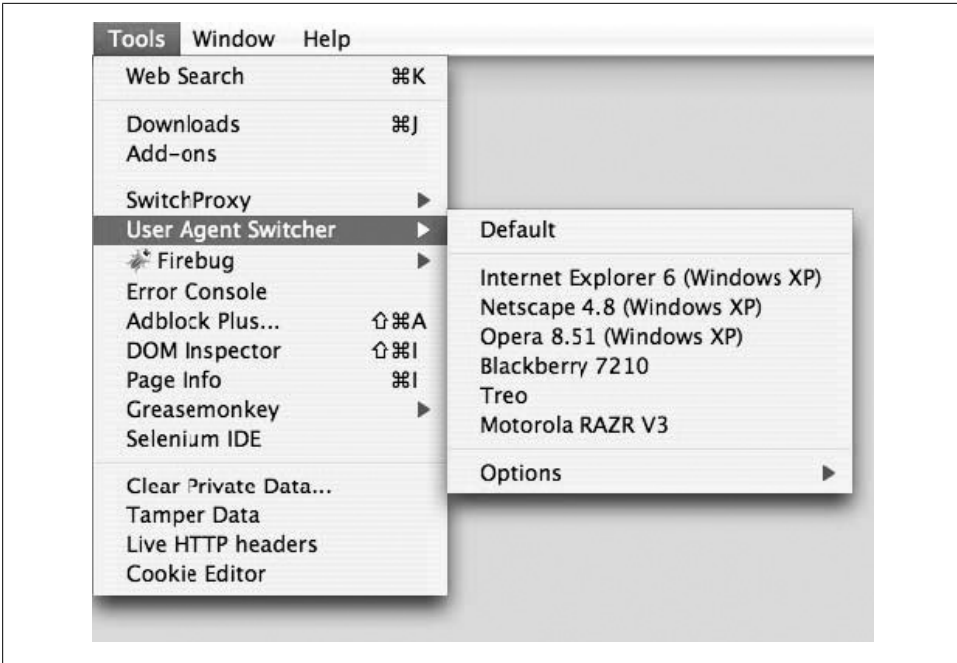 Tools Window Help
Web Search ⌘K
Downloads ⌘J
Add-ons
SwitchProxy ▶
User Agent Switcher ▶
Firebug ▶
Error Console
Adblock Plus... ⇧⌘A
DOM Inspector ⇧⌘I
Page Info ⌘I
Greasemonkey ▶
Selenium IDE
Clear Private Data...
Tamper Data
Live HTTP headers
Cookie Editor
Default
Internet Explorer 6 (Windows XP)
Netscape 4.8 (Windows XP)
Opera 8.51 (Windows XP)
Blackberry 7210
Treo
Motorola RAZR V3
Options ▶